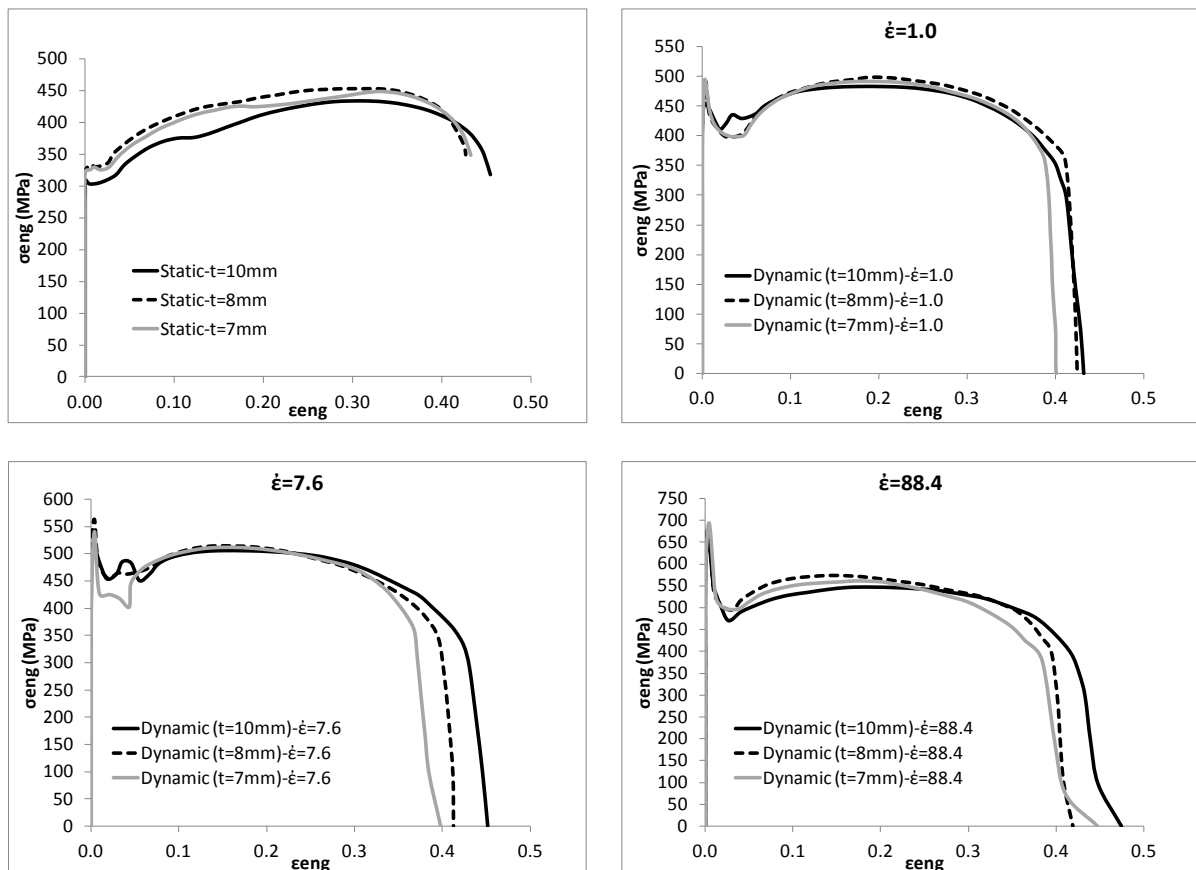 500
450
400
350
300
250
200
150
100
50
0
σeng (MPa)
Static-t=10mm
Static-t=8mm
Static-t=7mm
0.00 0.10 0.20 0.30 0.40 0.50
εeng
ε̇=1.0
550
500
450
400
350
300
250
200
150
100
50
0
σeng (MPa)
Dynamic (t=10mm)-ε̇=1.0
Dynamic (t=8mm)-ε̇=1.0
Dynamic (t=7mm)-ε̇=1.0
0.0 0.1 0.2 0.3 0.4 0.5
εeng
ε̇=7.6
600
550
500
450
400
350
300
250
200
150
100
50
0
σeng (MPa)
Dynamic (t=10mm)-ε̇=7.6
Dynamic (t=8mm)-ε̇=7.6
Dynamic (t=7mm)-ε̇=7.6
0.0 0.1 0.2 0.3 0.4 0.5
εeng
ε̇=88.4
750
700
650
600
550
500
450
400
350
300
250
200
150
100
50
0
σeng (MPa)
Dynamic (t=10mm)-ε̇=88.4
Dynamic (t=8mm)-ε̇=88.4
Dynamic (t=7mm)-ε̇=88.4
0.0 0.1 0.2 0.3 0.4 0.5
εeng